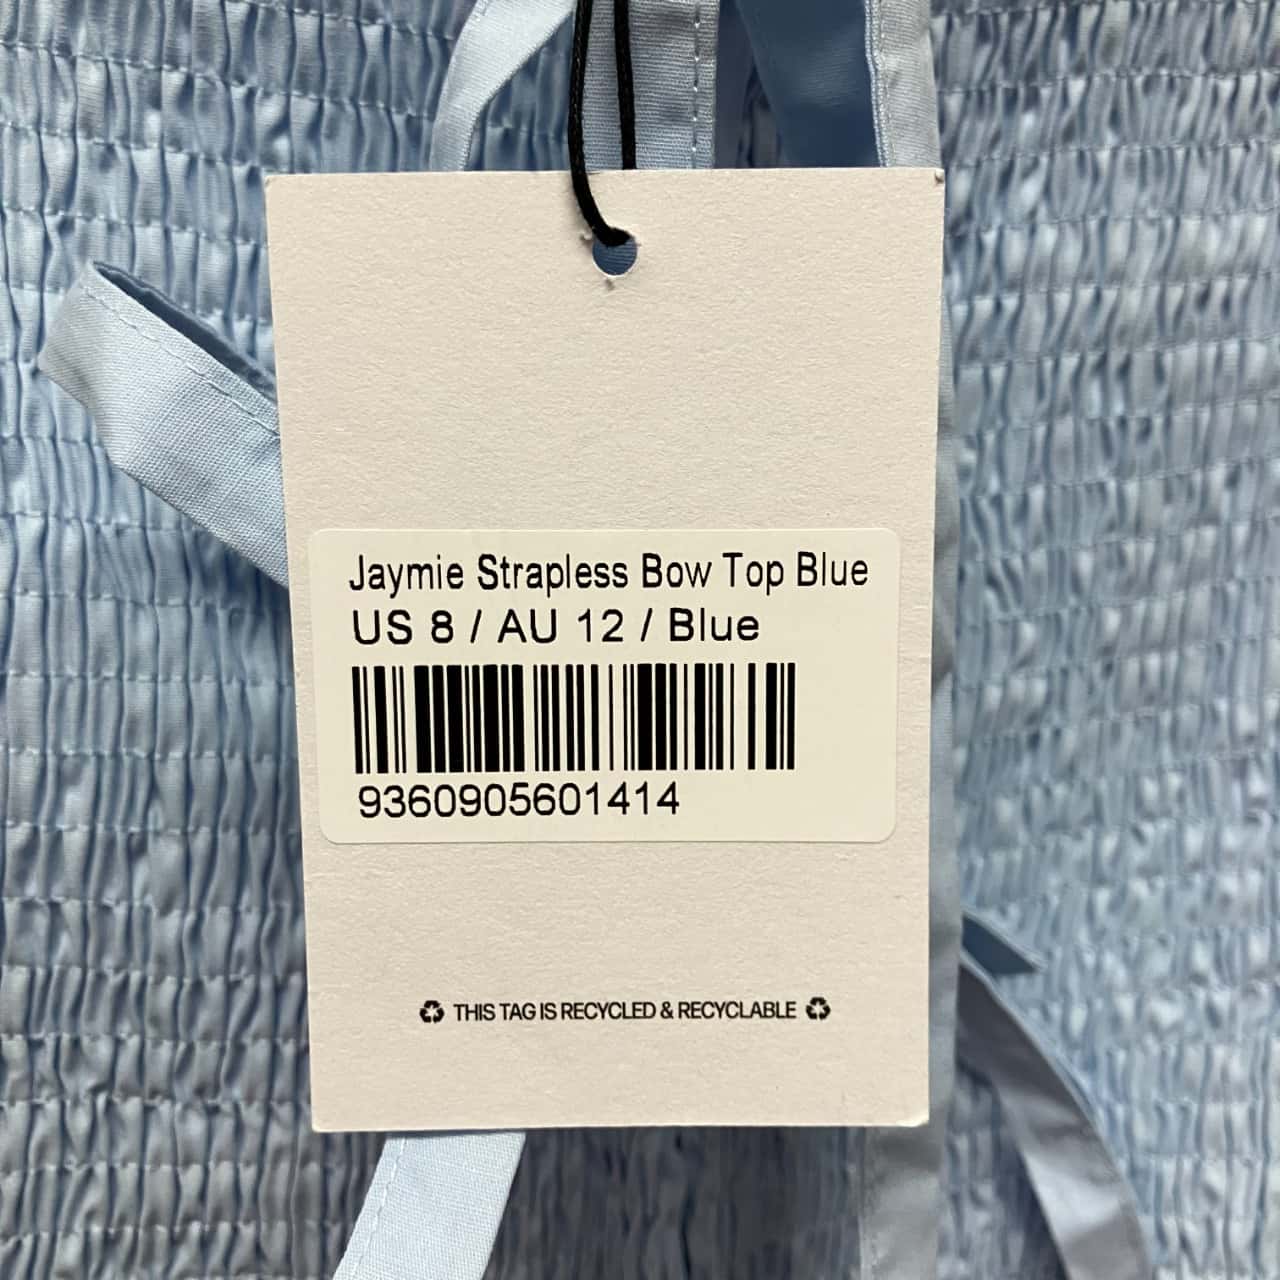 Jaymie Strapless Bow Top Blue
US 8 / AU 12 / Blue
9360905601414
THIS TAG IS RECYCLED & RECYCLABLE